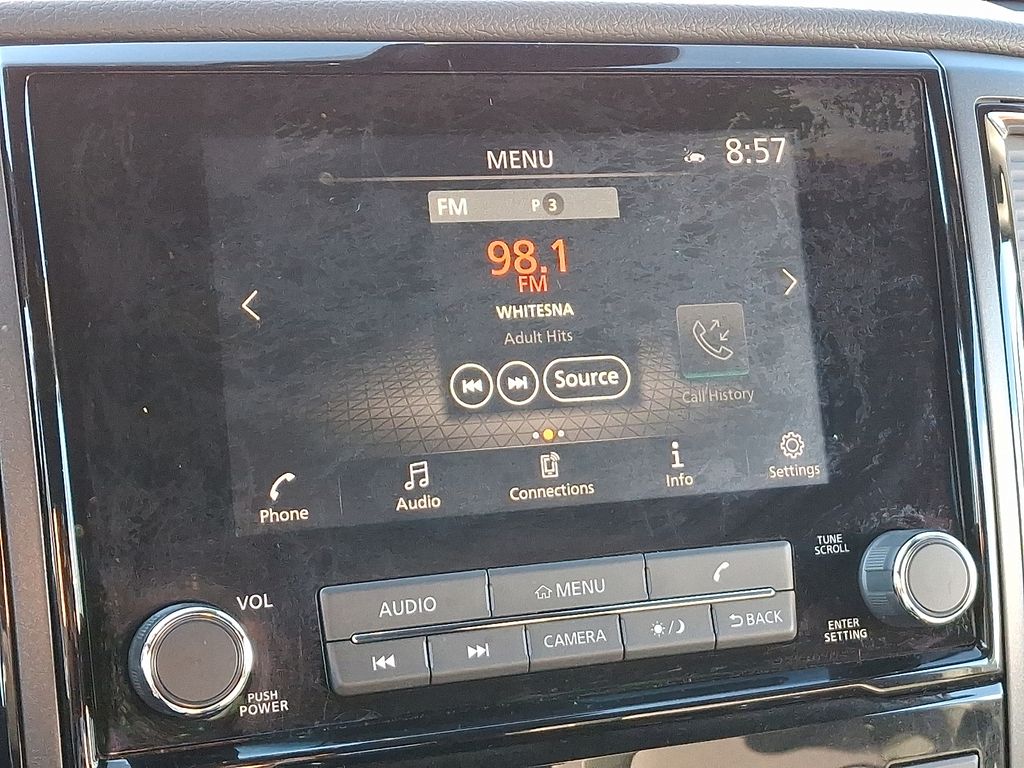 MENU
8:57
FM P 3
98.1
FM
WHITESNA
Adult Hits
Source
Call History
Phone
Audio
Connections
Info
Settings
TUNE
SCROLL
VOL
AUDIO
MENU
CAMERA
BACK
ENTER
SETTING
PUSH
POWER